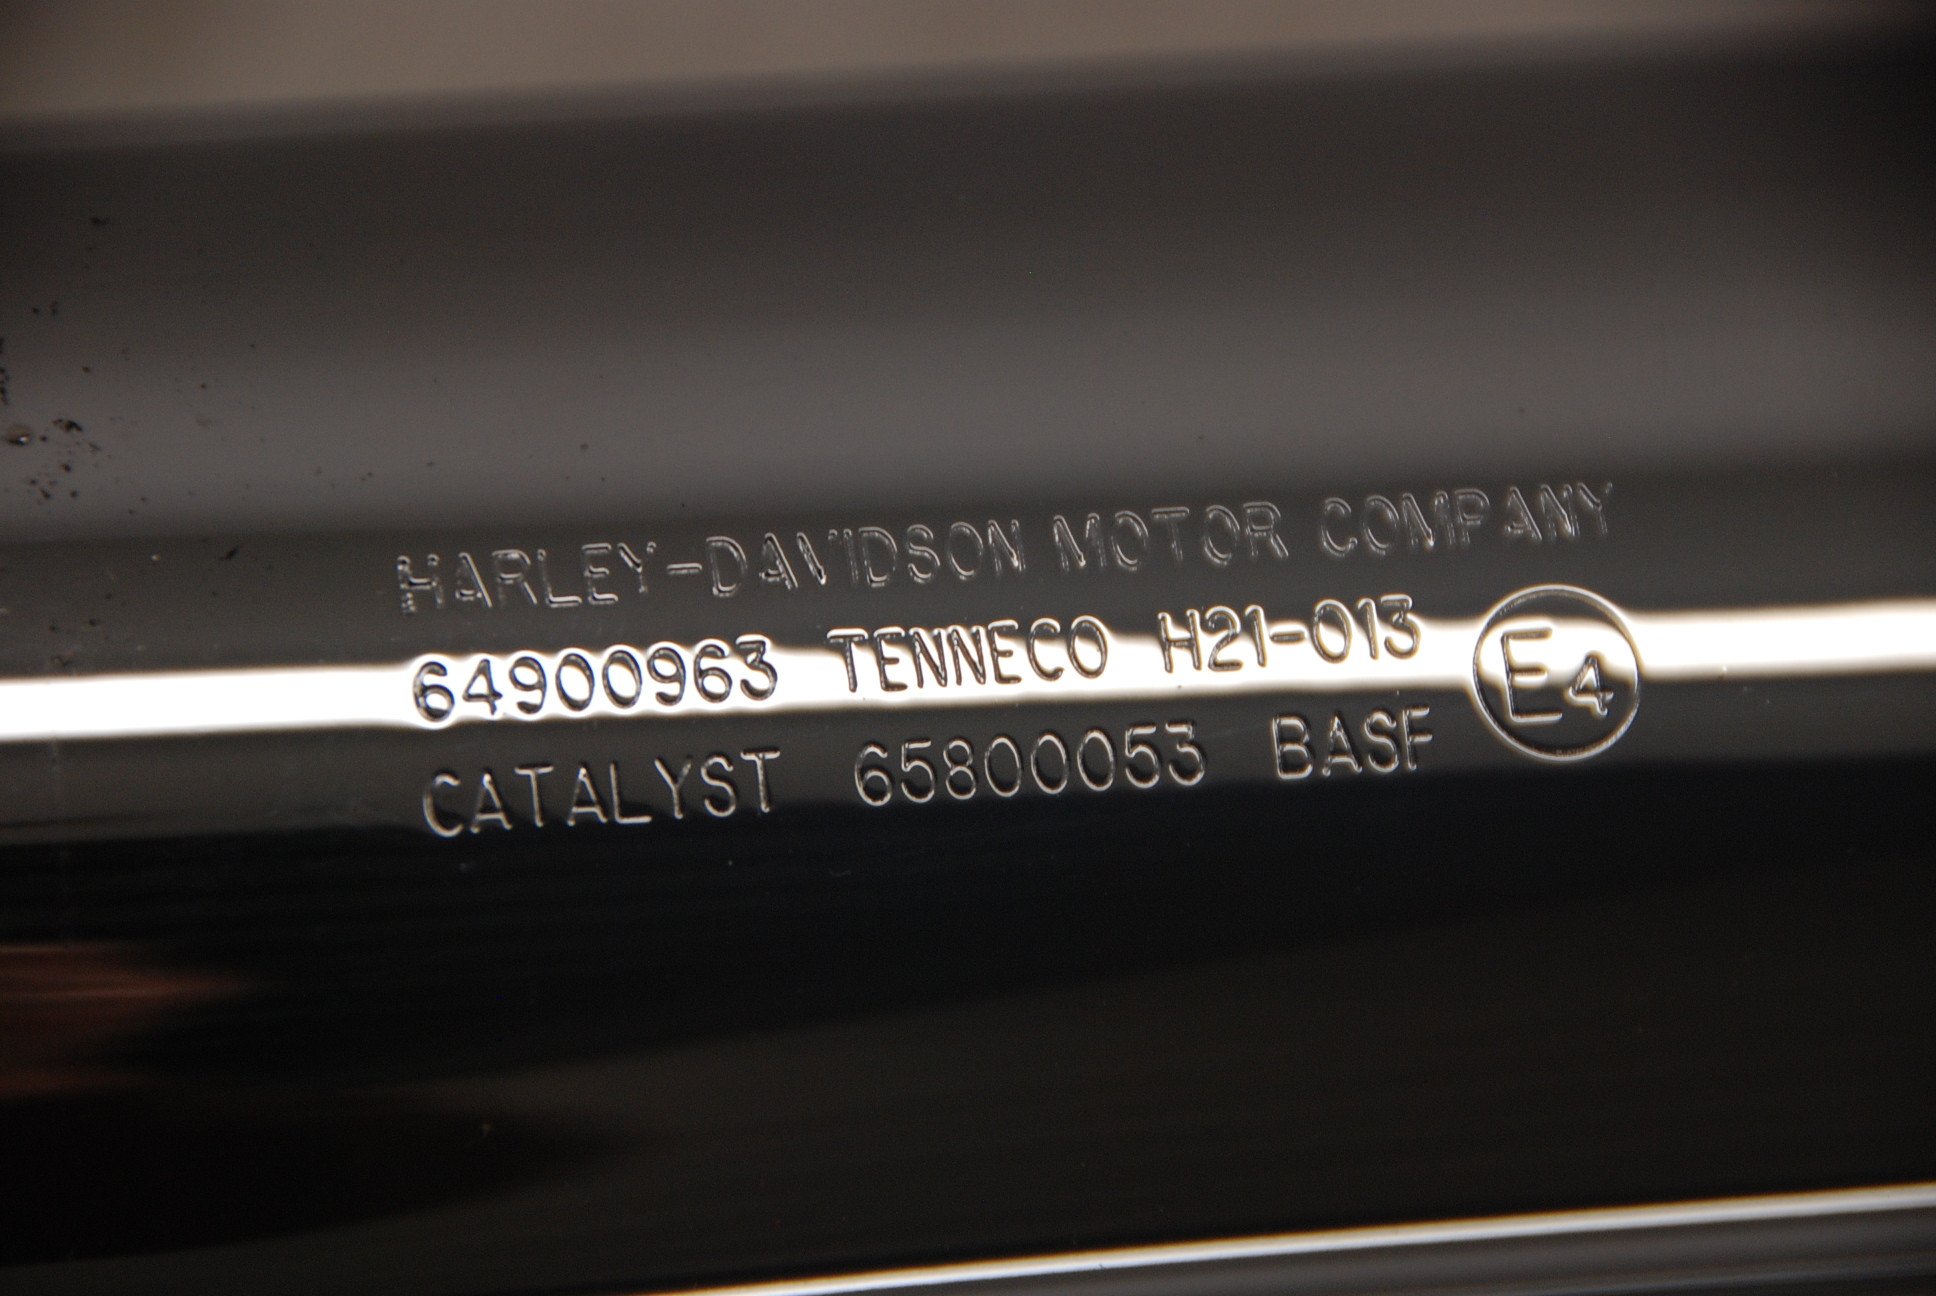 HARLEY-DAVIDSON MOTOR COMPANY
64900963 TENNECO H21-013 E4
CATALYST 65800053 BASF